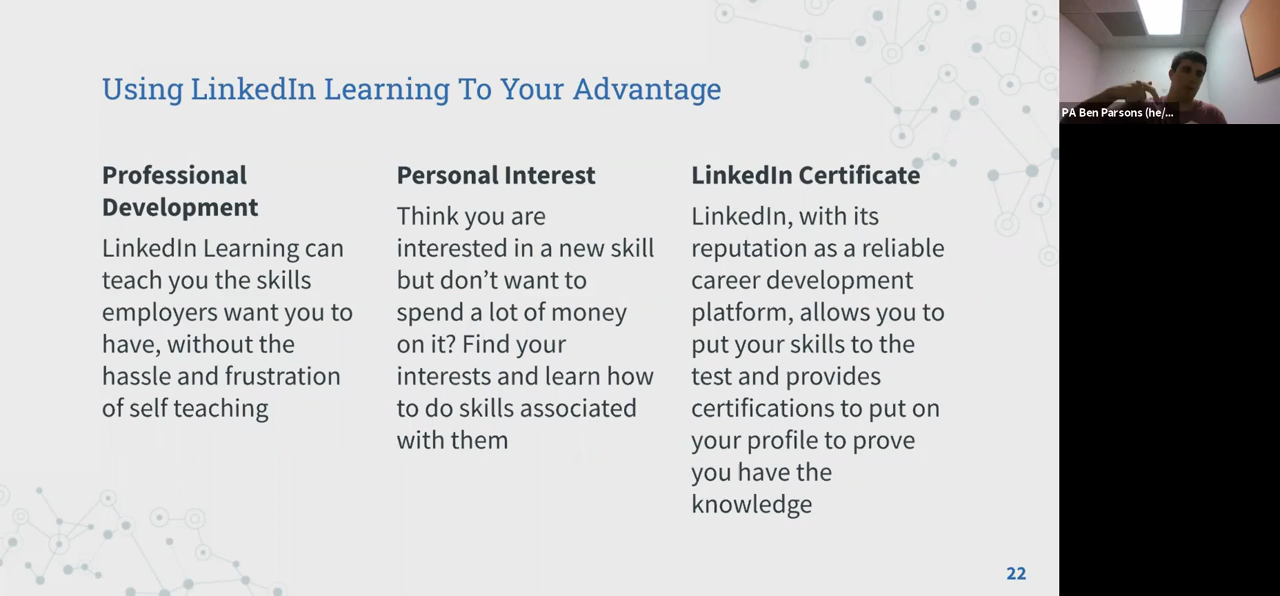 Using LinkedIn Learning To Your Advantage
Professional
Development
LinkedIn Learning can
teach you the skills
employers want you to
have, without the
hassle and frustration
of self teaching
Personal Interest
Think you are
interested in a new skill
but don’t want to
spend a lot of money
on it? Find your
interests and learn how
to do skills associated
with them
LinkedIn Certificate
LinkedIn, with its
reputation as a reliable
career development
platform, allows you to
put your skills to the
test and provides
certifications to put on
your profile to prove
you have the
knowledge
22
PA Ben Parsons (he/...